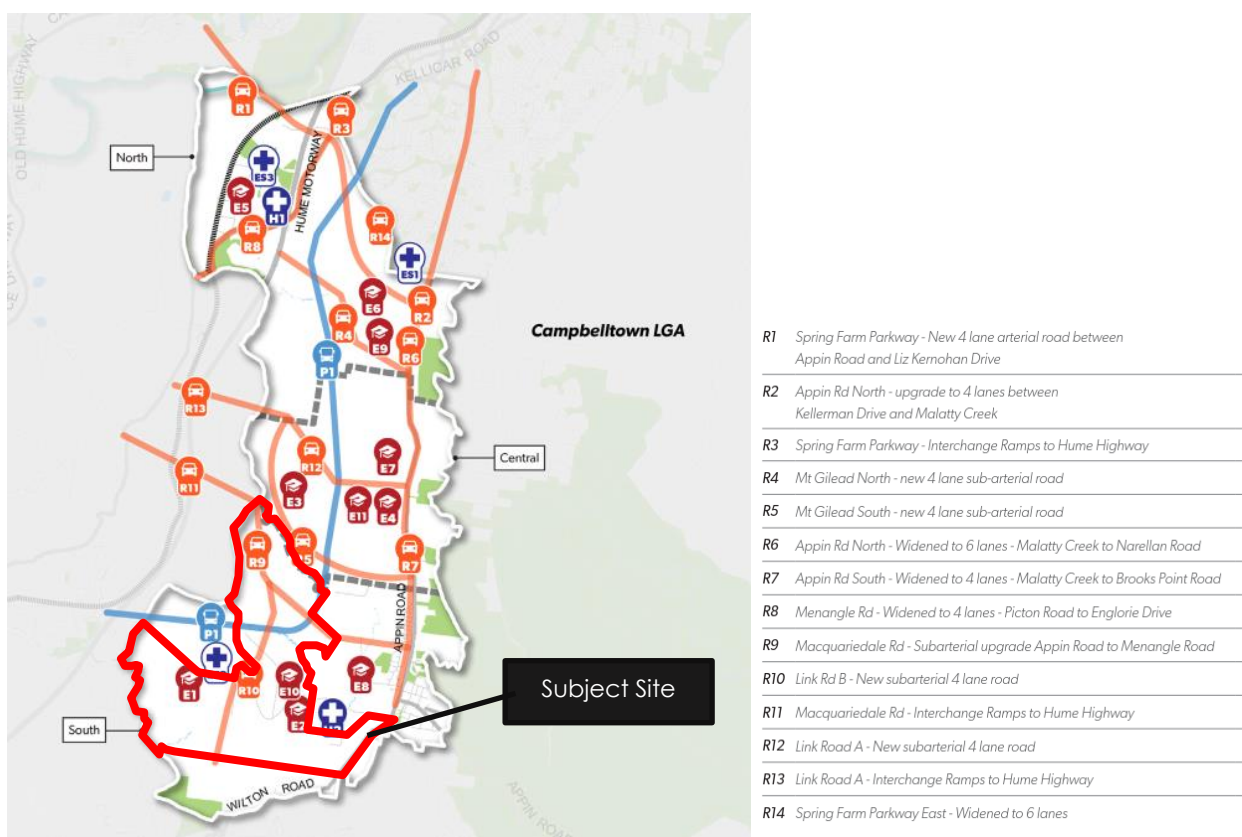 OLD HUME HIGHWAY
KELLICAR ROAD
R1
R3
North
HUME MOTORWAY
ES3
E5
H1
R8
R14
ES1
E6
R2
R4
E9
R6
Campbelltown LGA
P1
R13
R12
E7
Central
R11
E3
E11
E4
R9
R7
P1
APPIN ROAD
E1
R10
E10
E8
E2
Subject Site
South
WILTON ROAD
APPIN ROAD
R1 Spring Farm Parkway - New 4 lane arterial road between
Appin Road and Liz Kernohan Drive
R2 Appin Rd North - upgrade to 4 lanes between
Kellerman Drive and Malatty Creek
R3 Spring Farm Parkway - Interchange Ramps to Hume Highway
R4 Mt Gilead North - new 4 lane sub-arterial road
R5 Mt Gilead South - new 4 lane sub-arterial road
R6 Appin Rd North - Widened to 6 lanes - Malatty Creek to Narellan Road
R7 Appin Rd South - Widened to 4 lanes - Malatty Creek to Brooks Point Road
R8 Menangle Rd - Widened to 4 lanes - Picton Road to Englorie Drive
R9 Macquariedale Rd - Subarterial upgrade Appin Road to Menangle Road
R10 Link Rd B - New subarterial 4 lane road
R11 Macquariedale Rd - Interchange Ramps to Hume Highway
R12 Link Road A - New subarterial 4 lane road
R13 Link Road A - Interchange Ramps to Hume Highway
R14 Spring Farm Parkway East - Widened to 6 lanes